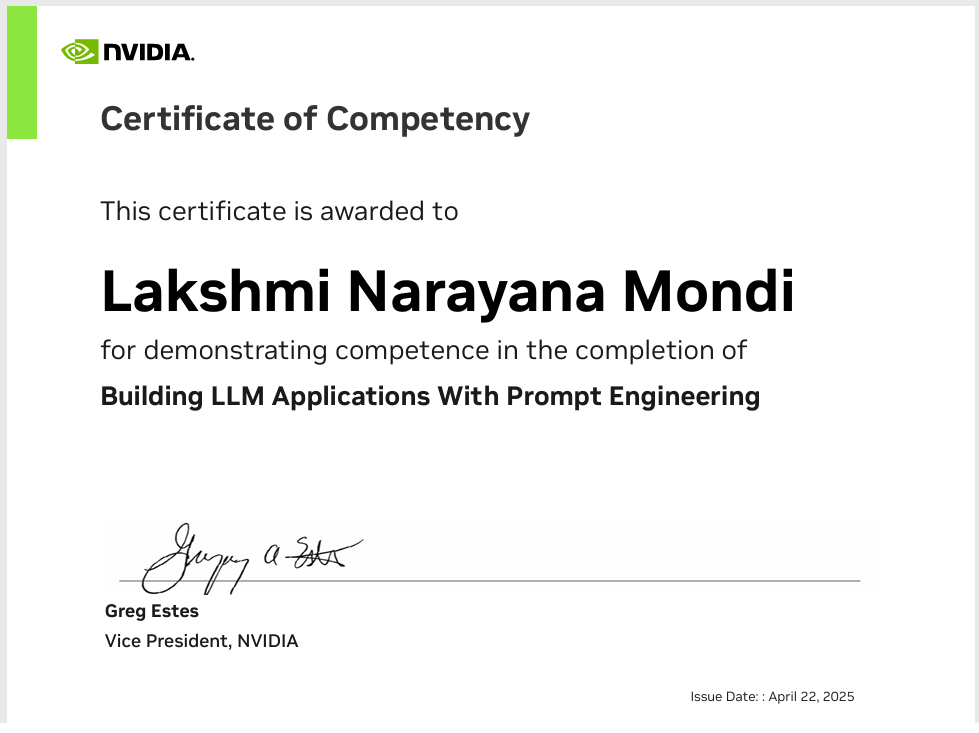 NVIDIA.
Certificate of Competency
This certificate is awarded to
Lakshmi Narayana Mondi
for demonstrating competence in the completion of
Building LLM Applications With Prompt Engineering
Gregory A Estes
Greg Estes
Vice President, NVIDIA
Issue Date: : April 22, 2025